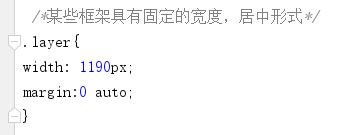 /*某些框架具有固定的宽度，居中形式*/
.layer{
width: 1190px;
margin:0 auto;
}